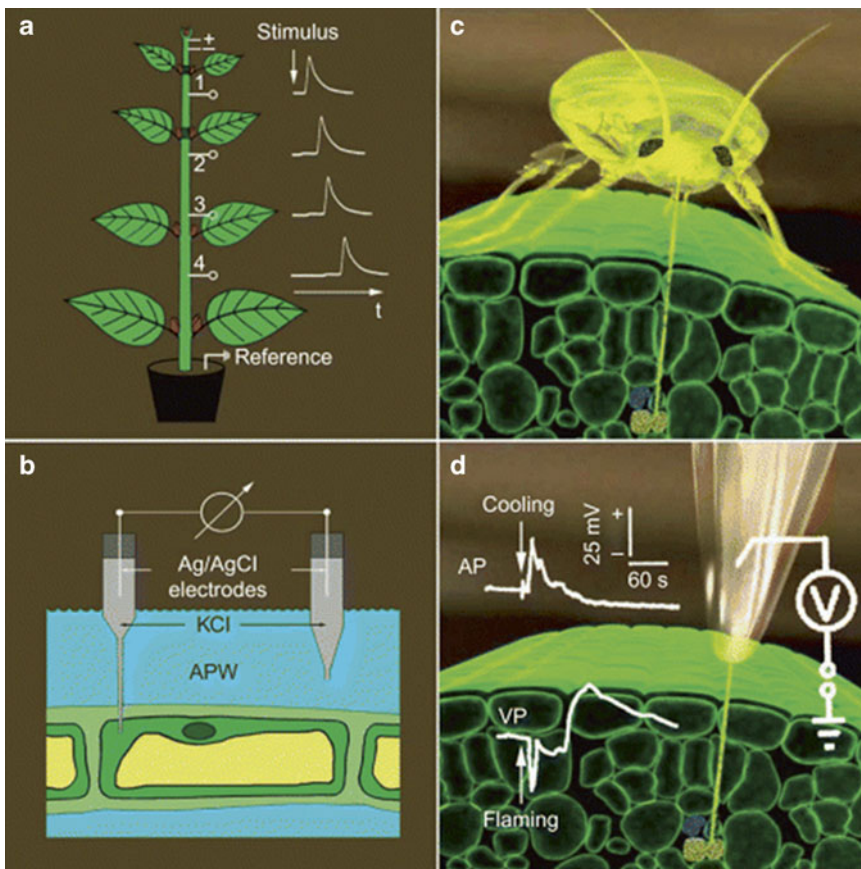 a
Stimulus
+
−
1
2
3
4
t
Reference
b
Ag/AgCl
electrodes
KCl
APW
c
d
Cooling
AP
25 mV
+
−
60 s
V
VP
Flaming